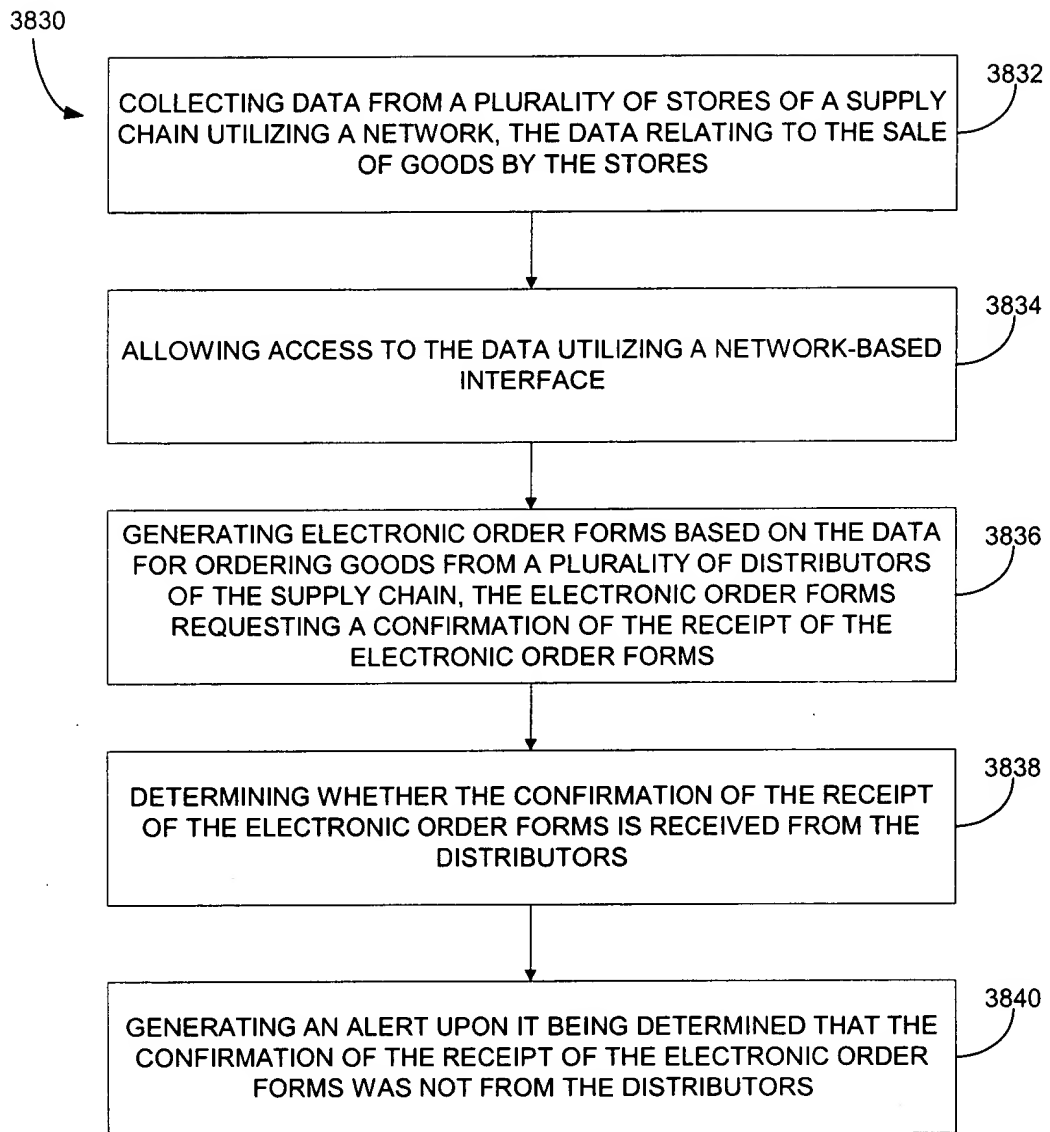 3830
3832
COLLECTING DATA FROM A PLURALITY OF STORES OF A SUPPLY
CHAIN UTILIZING A NETWORK, THE DATA RELATING TO THE SALE
OF GOODS BY THE STORES
3834
ALLOWING ACCESS TO THE DATA UTILIZING A NETWORK-BASED
INTERFACE
3836
GENERATING ELECTRONIC ORDER FORMS BASED ON THE DATA
FOR ORDERING GOODS FROM A PLURALITY OF DISTRIBUTORS
OF THE SUPPLY CHAIN, THE ELECTRONIC ORDER FORMS
REQUESTING A CONFIRMATION OF THE RECEIPT OF THE
ELECTRONIC ORDER FORMS
3838
DETERMINING WHETHER THE CONFIRMATION OF THE RECEIPT
OF THE ELECTRONIC ORDER FORMS IS RECEIVED FROM THE
DISTRIBUTORS
3840
GENERATING AN ALERT UPON IT BEING DETERMINED THAT THE
CONFIRMATION OF THE RECEIPT OF THE ELECTRONIC ORDER
FORMS WAS NOT FROM THE DISTRIBUTORS